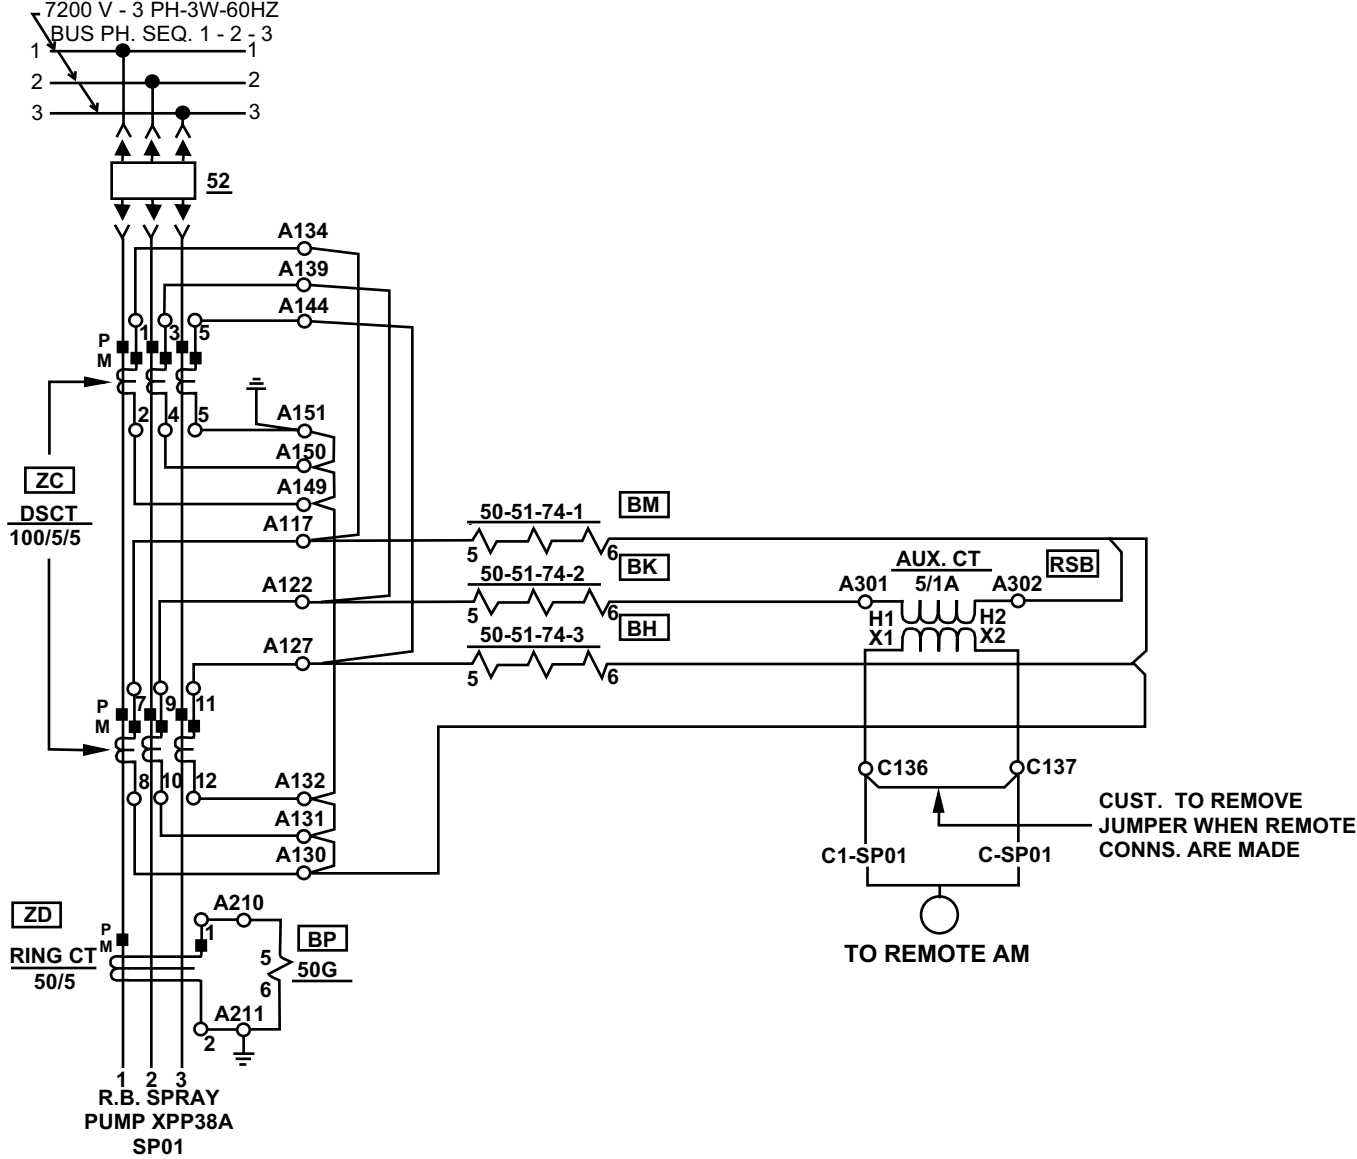 7200 V - 3 PH-3W-60HZ
BUS PH. SEQ. 1 - 2 - 3
1 1
2 2
3 3
52
A134
A139
A144
1 3 5
P
M
2 4 5
A151
A150
A149
ZC
DSCT
100/5/5
A117
50-51-74-1
BM
5 6
A122
50-51-74-2
BK
5 6
A127
50-51-74-3
BH
5 6
AUX. CT
5/1A
RSB
A301
A302
H1 H2
X1 X2
7 9 11
P
M
8 10 12
A132
A131
A130
C136
C137
CUST. TO REMOVE
JUMPER WHEN REMOTE
CONNS. ARE MADE
C1-SP01
C-SP01
TO REMOTE AM
ZD
RING CT
50/5
P
M
A210
1
5
6
BP
50G
A211
2
1 2 3
R.B. SPRAY
PUMP XPP38A
SP01